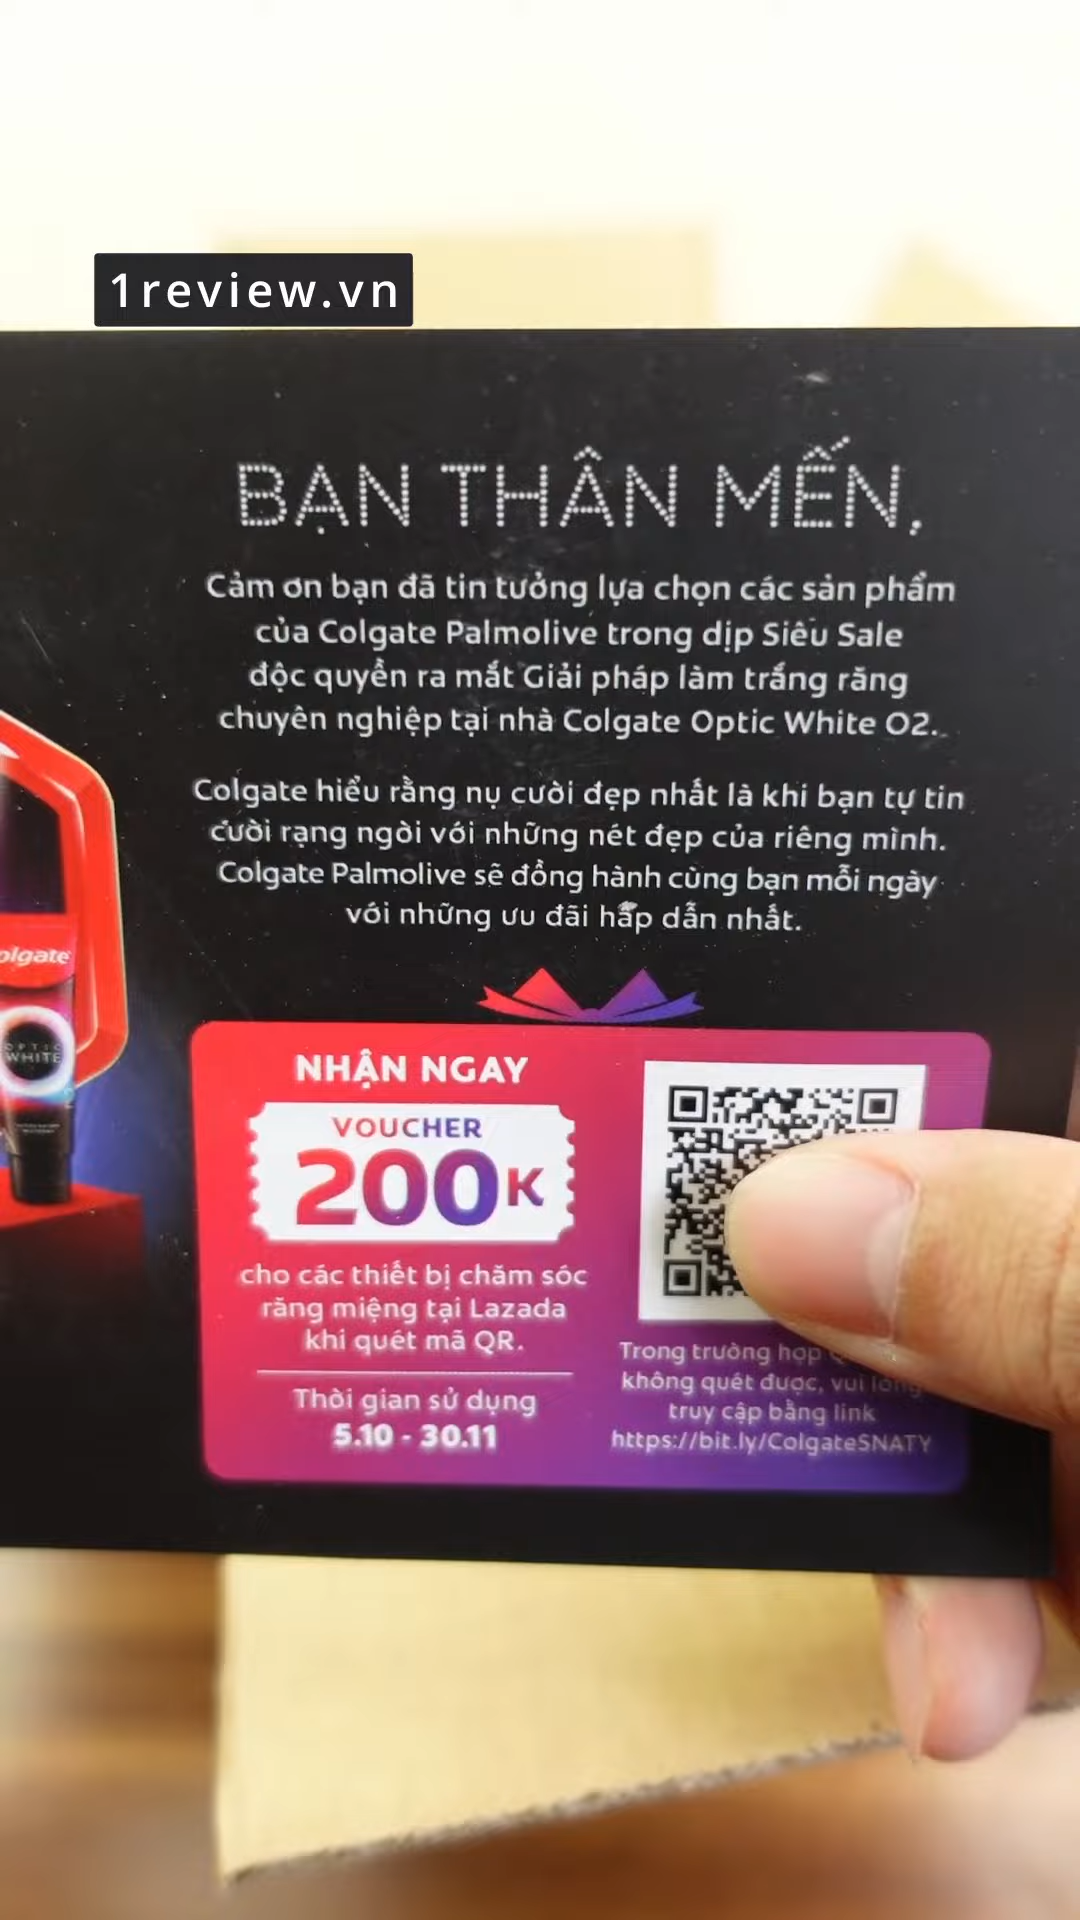 1review.vn
BẠN THÂN MẾN,
Cảm ơn bạn đã tin tưởng lựa chọn các sản phẩm
của Colgate Palmolive trong dịp Siêu Sale
độc quyền ra mắt Giải pháp làm trắng răng
chuyên nghiệp tại nhà Colgate Optic White O2.
Colgate hiểu rằng nụ cười đẹp nhất là khi bạn tự tin
cười rạng ngời với những nét đẹp của riêng mình.
Colgate Palmolive sẽ đồng hành cùng bạn mỗi ngày
với những ưu đãi hấp dẫn nhất.
olgate
OPTIC
WHITE
NHẬN NGAY
VOUCHER
200K
cho các thiết bị chăm sóc
răng miệng tại Lazada
khi quét mã QR.
Thời gian sử dụng
5.10 - 30.11
Trong trường hợp
không quét được, vui lòng
truy cập bằng link
https://bit.ly/ColgateSNATY